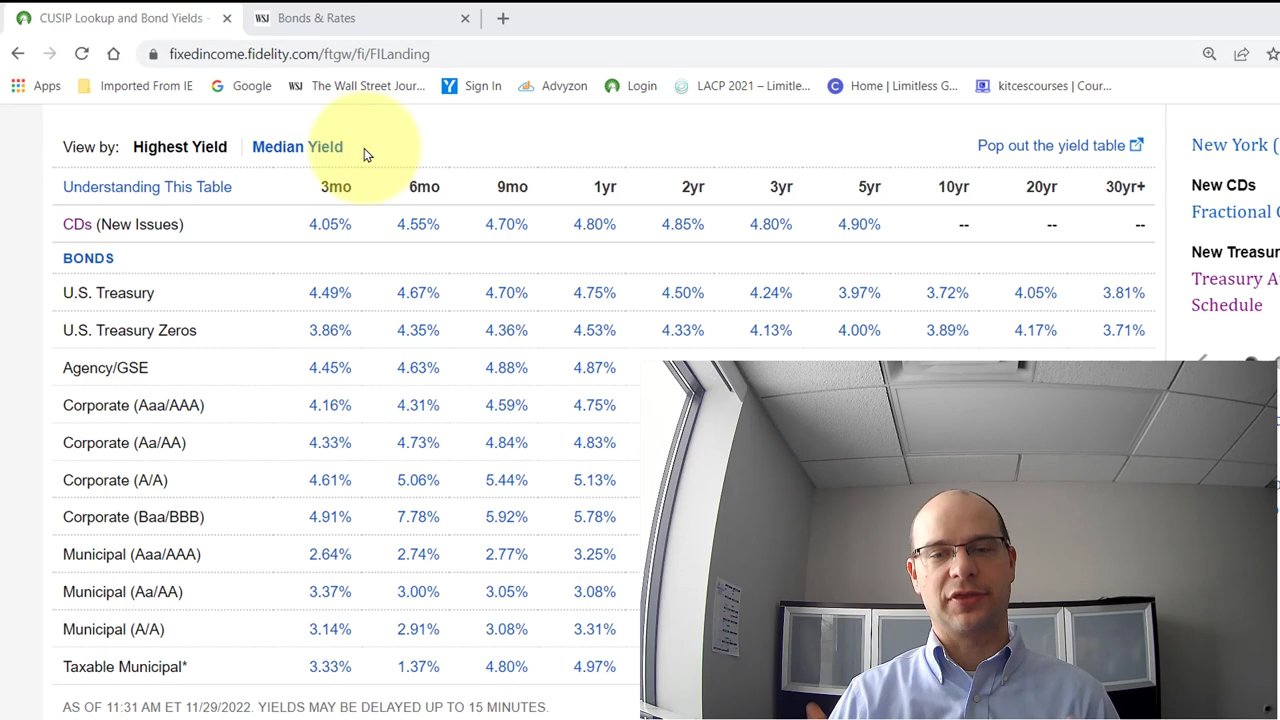 CUSIP Lookup and Bond Yields -
WSJ Bonds & Rates
fixedincome.fidelity.com/ftgw/fi/FILanding
Apps Imported From IE G Google WSJ The Wall Street Jour... Y Sign In Advyzon Login LACP 2021 – Limitle... C Home | Limitless G... kitcescourses | Cour...
View by: Highest Yield Median Yield Pop out the yield table
Understanding This Table 3mo 6mo 9mo 1yr 2yr 3yr 5yr 10yr 20yr 30yr+
CDs (New Issues) 4.05% 4.55% 4.70% 4.80% 4.85% 4.80% 4.90% -- -- --
BONDS
U.S. Treasury 4.49% 4.67% 4.70% 4.75% 4.50% 4.24% 3.97% 3.72% 4.05% 3.81%
U.S. Treasury Zeros 3.86% 4.35% 4.36% 4.53% 4.33% 4.13% 4.00% 3.89% 4.17% 3.71%
Agency/GSE 4.45% 4.63% 4.88% 4.87%
Corporate (Aaa/AAA) 4.16% 4.31% 4.59% 4.75%
Corporate (Aa/AA) 4.33% 4.73% 4.84% 4.83%
Corporate (A/A) 4.61% 5.06% 5.44% 5.13%
Corporate (Baa/BBB) 4.91% 7.78% 5.92% 5.78%
Municipal (Aaa/AAA) 2.64% 2.74% 2.77% 3.25%
Municipal (Aa/AA) 3.37% 3.00% 3.05% 3.08%
Municipal (A/A) 3.14% 2.91% 3.08% 3.31%
Taxable Municipal* 3.33% 1.37% 4.80% 4.97%
AS OF 11:31 AM ET 11/29/2022. YIELDS MAY BE DELAYED UP TO 15 MINUTES.
New York (
New CDs
Fractional
New Treasur
Treasury A
Schedule